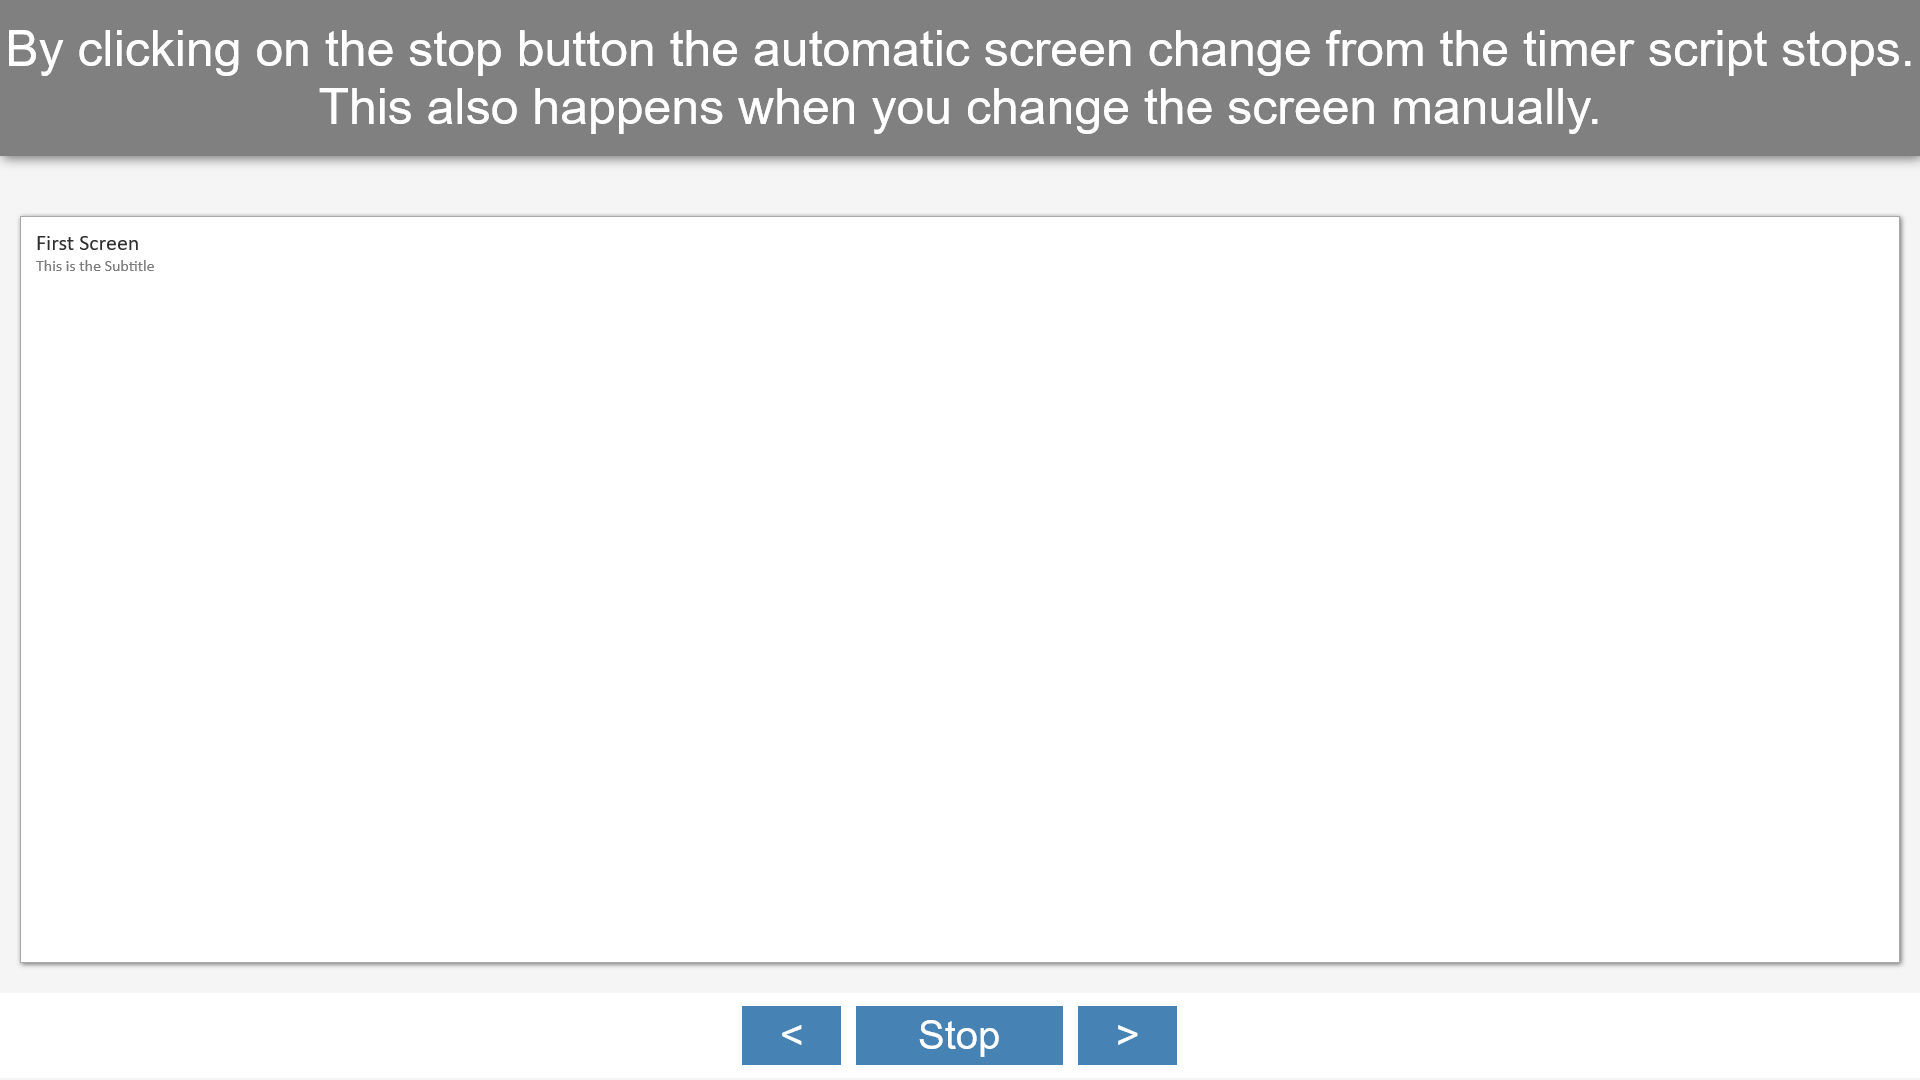 By clicking on the stop button the automatic screen change from the timer script stops.
This also happens when you change the screen manually.
First Screen
This is the Subtitle
< Stop >